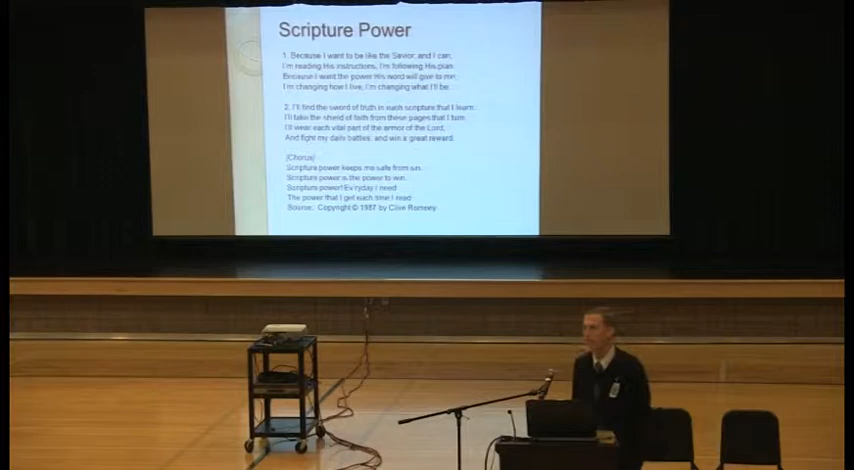 Scripture Power
1. Because I want to be like the Savior, and I can,
I'm reading His instructions, I'm following His plan.
Because I want the power His word will give to me,
I'm changing how I live, I'm changing what I'll be.
2. I'll find the sword of truth in each scripture that I learn.
I'll take the shield of faith from these pages that I turn.
I'll wear each vital part of the armor of the Lord,
And fight my daily battles, and win a great reward.
[Chorus]
Scripture power keeps me safe from sin.
Scripture power is the power to win.
Scripture power! Ev'ryday I need
The power that I get each time I read.
Source: Copyright © 1987 by Clive Romney